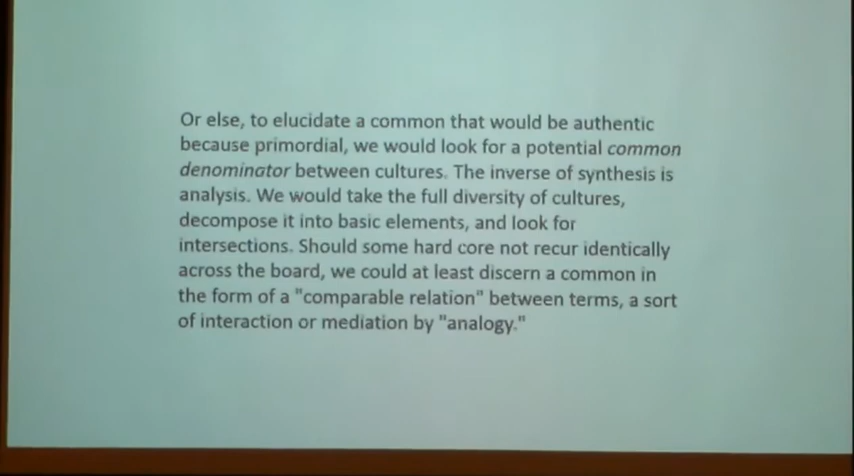 Or else, to elucidate a common that would be authentic
because primordial, we would look for a potential common
denominator between cultures. The inverse of synthesis is
analysis. We would take the full diversity of cultures,
decompose it into basic elements, and look for
intersections. Should some hard core not recur identically
across the board, we could at least discern a common in
the form of a "comparable relation" between terms, a sort
of interaction or mediation by "analogy."